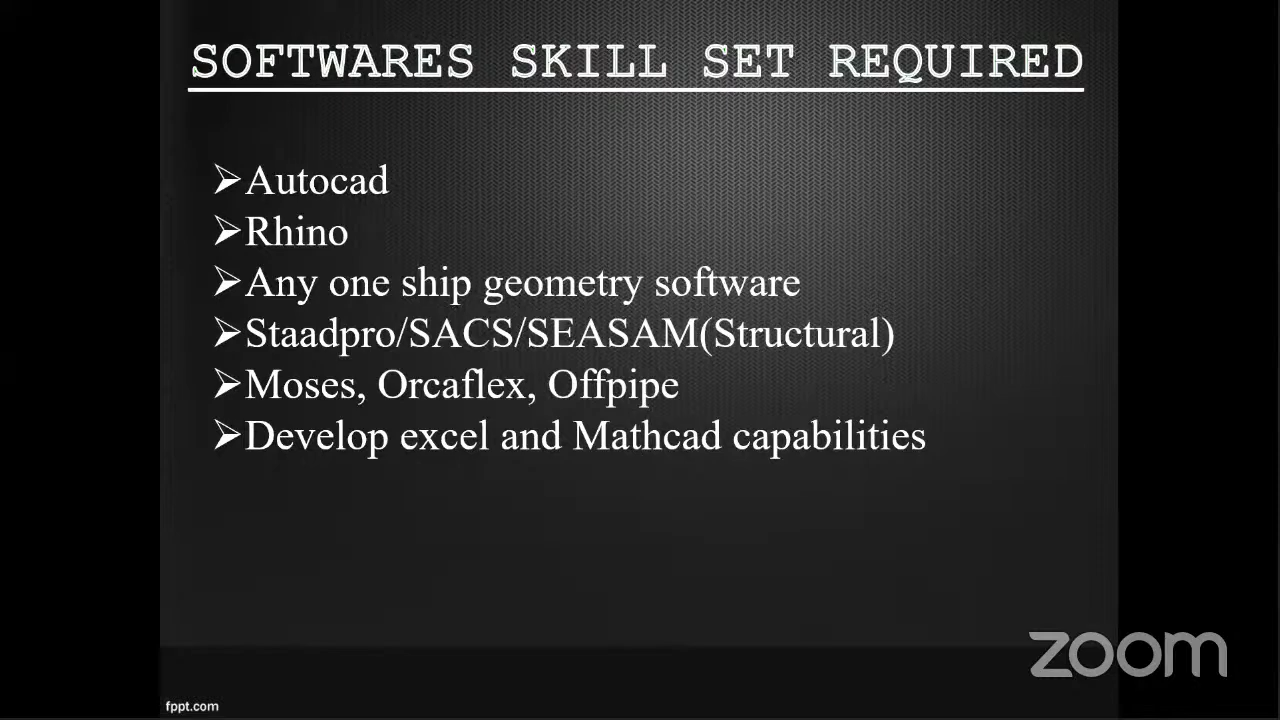 SOFTWARES SKILL SET REQUIRED
➢Autocad
➢Rhino
➢Any one ship geometry software
➢Staadpro/SACS/SEASAM(Structural)
➢Moses, Orcaflex, Offpipe
➢Develop excel and Mathcad capabilities
zoom
fppt.com